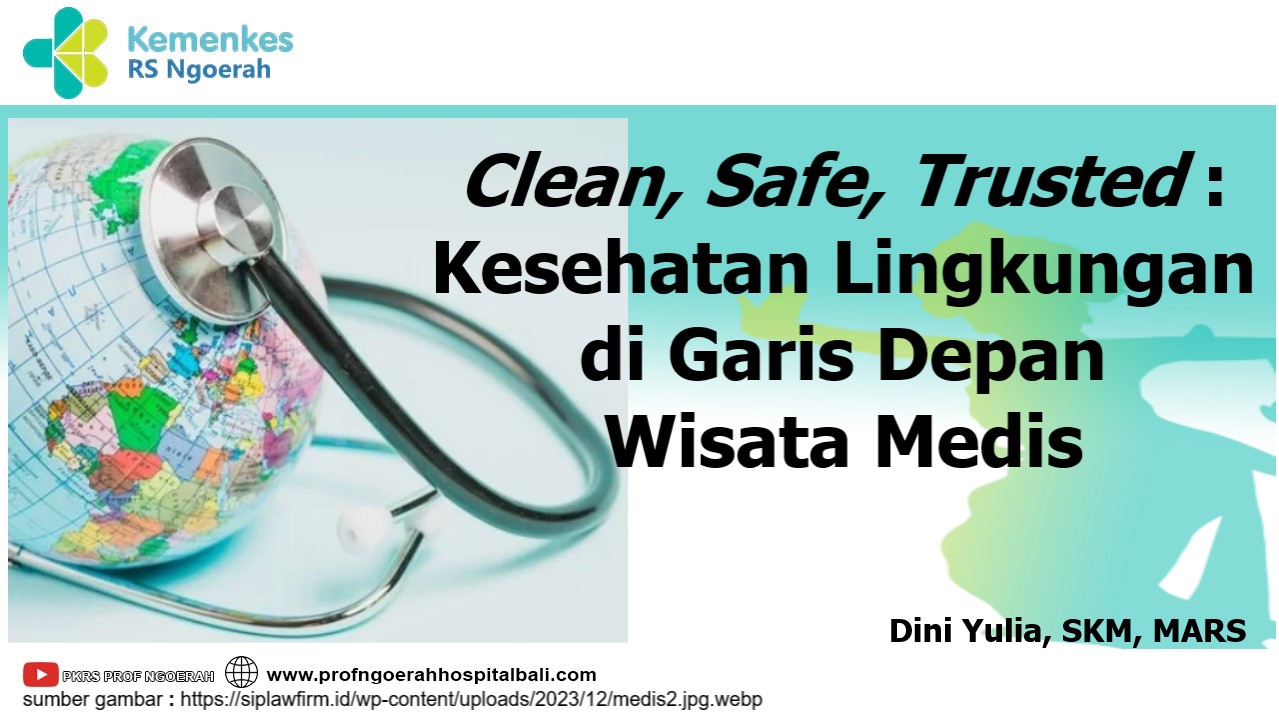 Kemenkes
RS Ngoerah
Clean, Safe, Trusted :
Kesehatan Lingkungan
di Garis Depan
Wisata Medis
Dini Yulia, SKM, MARS
PKRS PROF NGOERAH www.profngoerahhospitalbali.com
sumber gambar : https://siplawfirm.id/wp-content/uploads/2023/12/medis2.jpg.webp